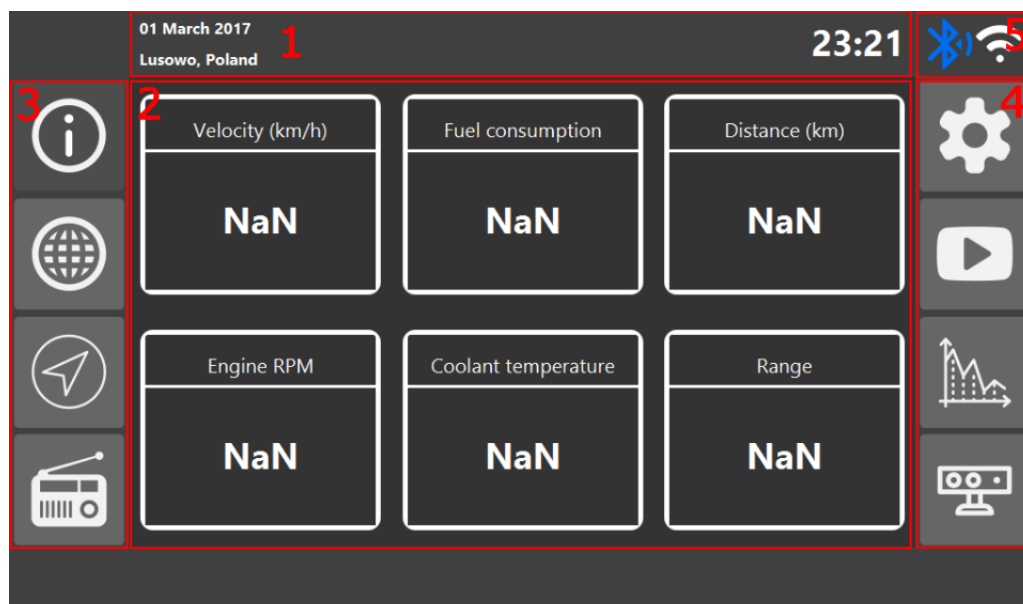 01 March 2017
Lusowo, Poland
1
23:21
5
3
2
4
Velocity (km/h)
Fuel consumption
Distance (km)
NaN
NaN
NaN
Engine RPM
Coolant temperature
Range
NaN
NaN
NaN